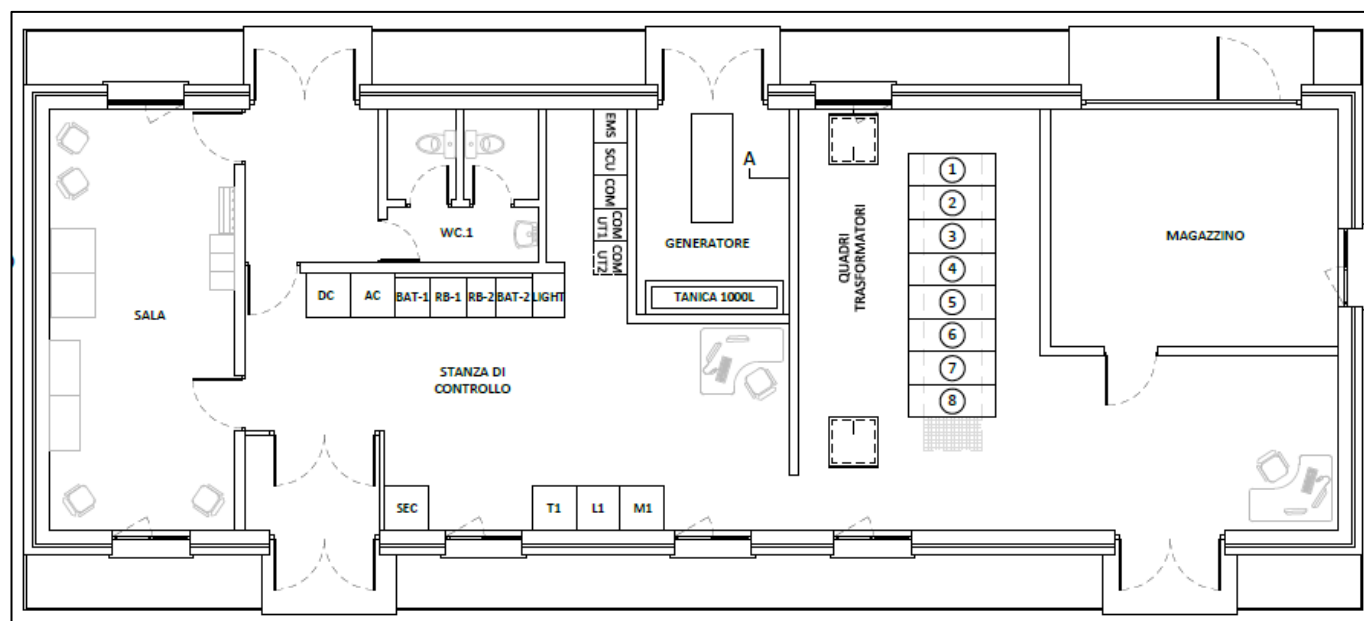 EMS
SCU
COM
COM
UT1
COM
UT2
A
GENERATORE
TANICA 1000L
WC.1
DC
AC
BAT-1
RB-1
RB-2
BAT-2
LIGHT
SALA
STANZA DI
CONTROLLO
SEC
T1
L1
M1
QUADRI
TRASFORMATORI
1
2
3
4
5
6
7
8
MAGAZZINO